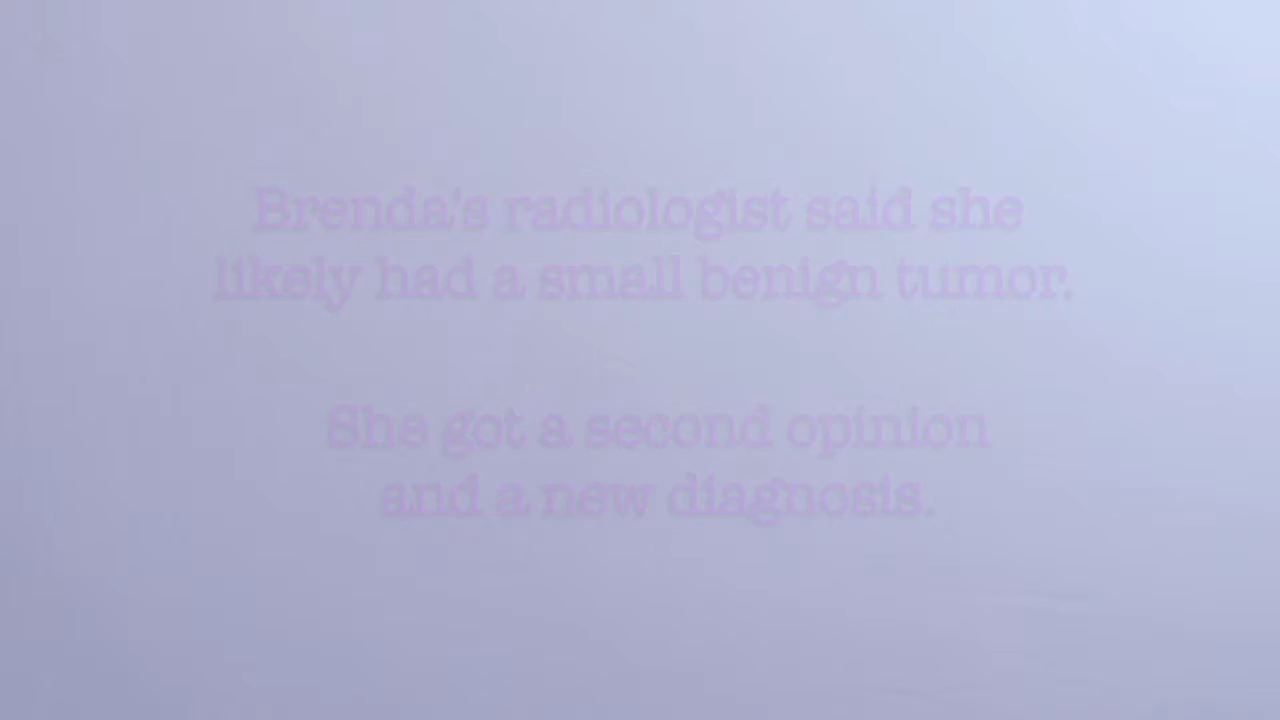 Brenda's radiologist said she
likely had a small benign tumor.
She got a second opinion
and a new diagnosis.